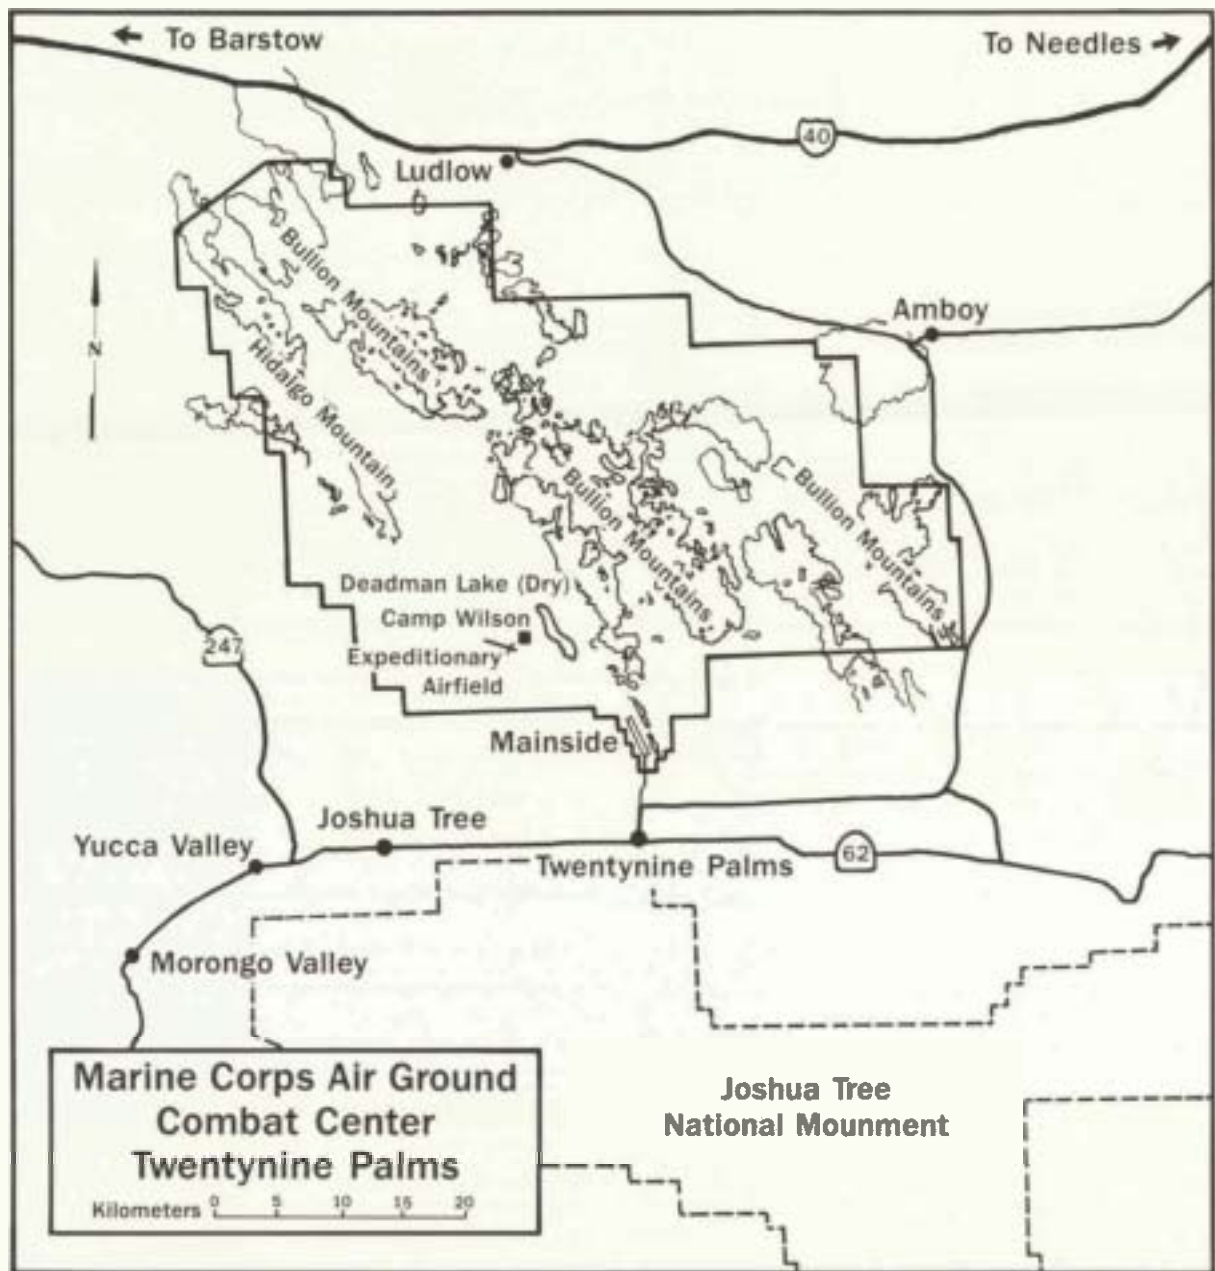 To Barstow
To Needles
40
Ludlow
Bullion Mountains
Amboy
N
Hidalgo Mountain
Bullion Mountains
Bullion Mountains
Deadman Lake (Dry)
Camp Wilson
247
Expeditionary
Airfield
Mainside
Joshua Tree
Yucca Valley
62
Twentynine Palms
Morongo Valley
Marine Corps Air Ground
Combat Center
Twentynine Palms
Kilometers 0 5 10 15 20
Joshua Tree
National Mounment